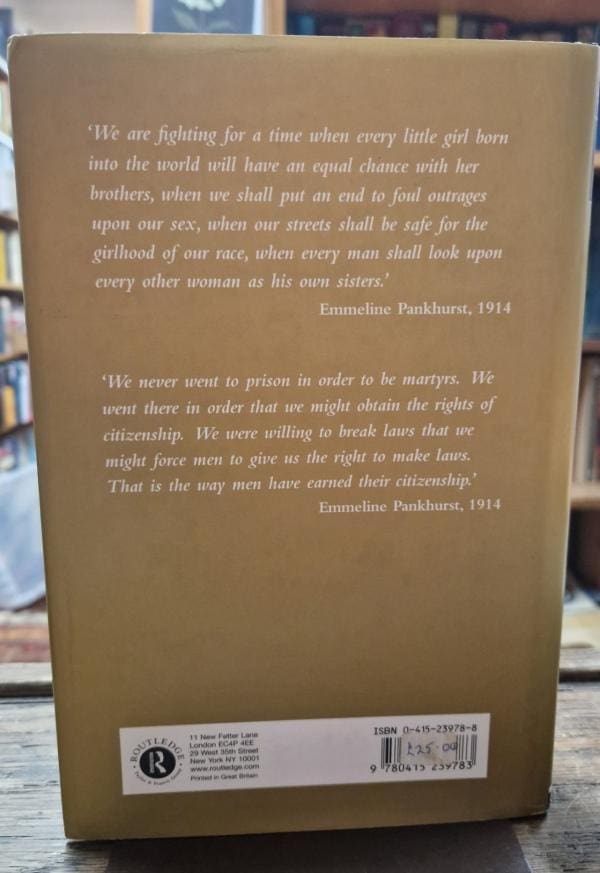 ‘We are fighting for a time when every little girl born
into the world will have an equal chance with her
brothers, when we shall put an end to foul outrages
upon our sex, when our streets shall be safe for the
girlhood of our race, when every man shall look upon
every other woman as his own sisters.’
Emmeline Pankhurst, 1914
‘We never went to prison in order to be martyrs. We
went there in order that we might obtain the rights of
citizenship. We were willing to break laws that we
might force men to give us the right to make laws.
That is the way men have earned their citizenship.’
Emmeline Pankhurst, 1914
ROUTLEDGE
R
Taylor & Francis Group
11 New Fetter Lane
London EC4P 4EE
29 West 35th Street
New York NY 10001
www.routledge.com
Printed in Great Britain
ISBN 0-415-23978-8
£25.00
9 780415 239783